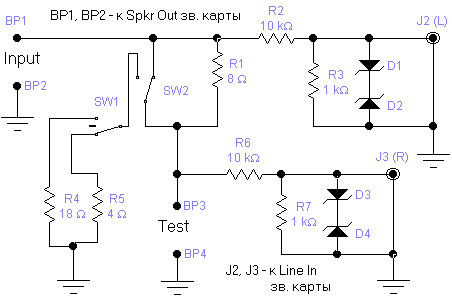 BP1, BP2 - к Spkr Out зв. карты
BP1
R2
10 kΩ
J2 (L)
Input
R1
8 Ω
R3
1 kΩ
D1
D2
BP2
SW1
SW2
R6
10 kΩ
J3 (R)
R4
18 Ω
R5
4 Ω
BP3
Test
R7
1 kΩ
D3
D4
BP4
J2, J3 - к Line In
зв. карты